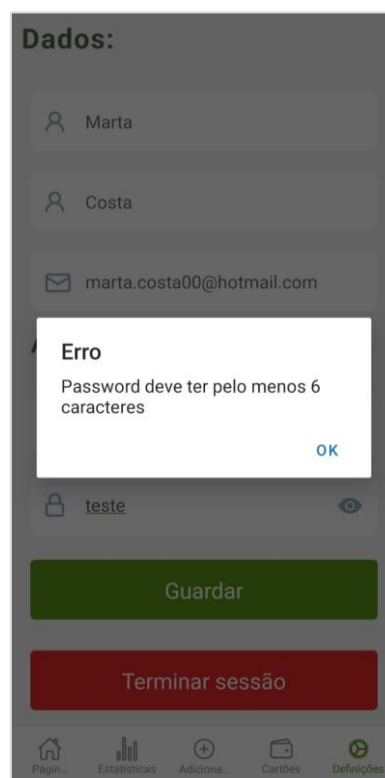 Dados:
Marta
Costa
marta.costa00@hotmail.com
Erro
Password deve ter pelo menos 6
caracteres
OK
teste
Guardar
Terminar sessão
Págin... Estatísticas Adiciona... Cartões Definições